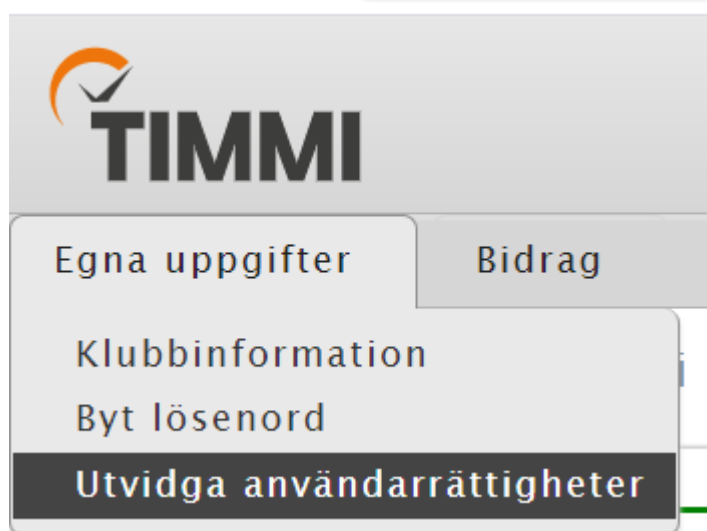 TIMMI
Egna uppgifter Bidrag
Klubbinformation
Byt lösenord
Utvidga användarrättigheter